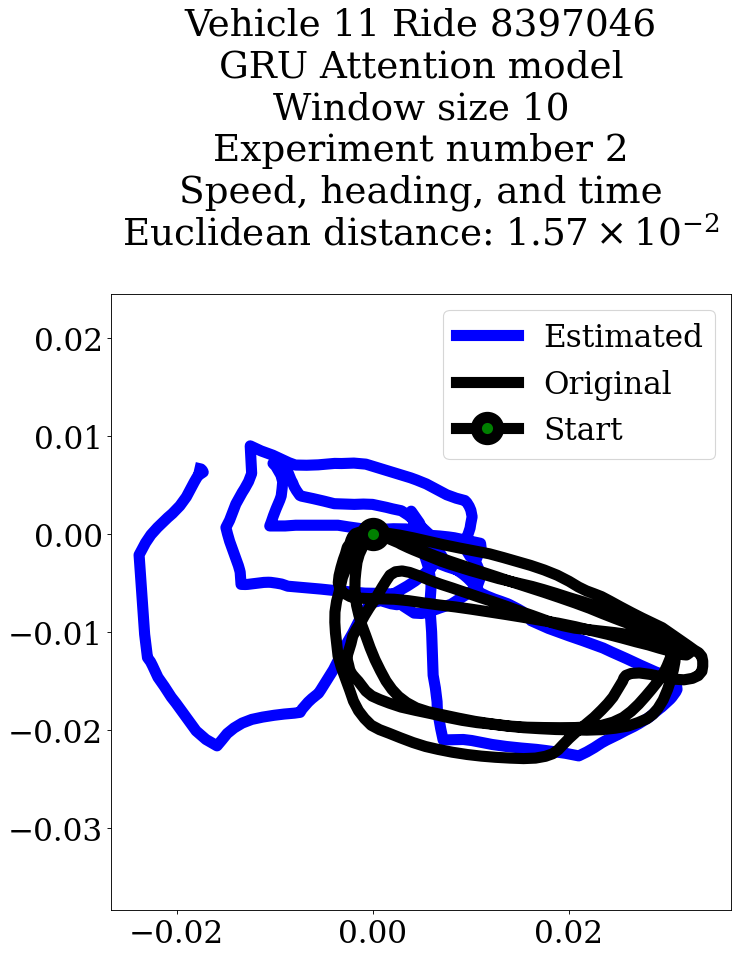 Vehicle 11 Ride 8397046
GRU Attention model
Window size 10
Experiment number 2
Speed, heading, and time
Euclidean distance: 1.57 × 10⁻²
Estimated
Original
Start
0.02
0.01
0.00
−0.01
−0.02
−0.03
−0.02
0.00
0.02